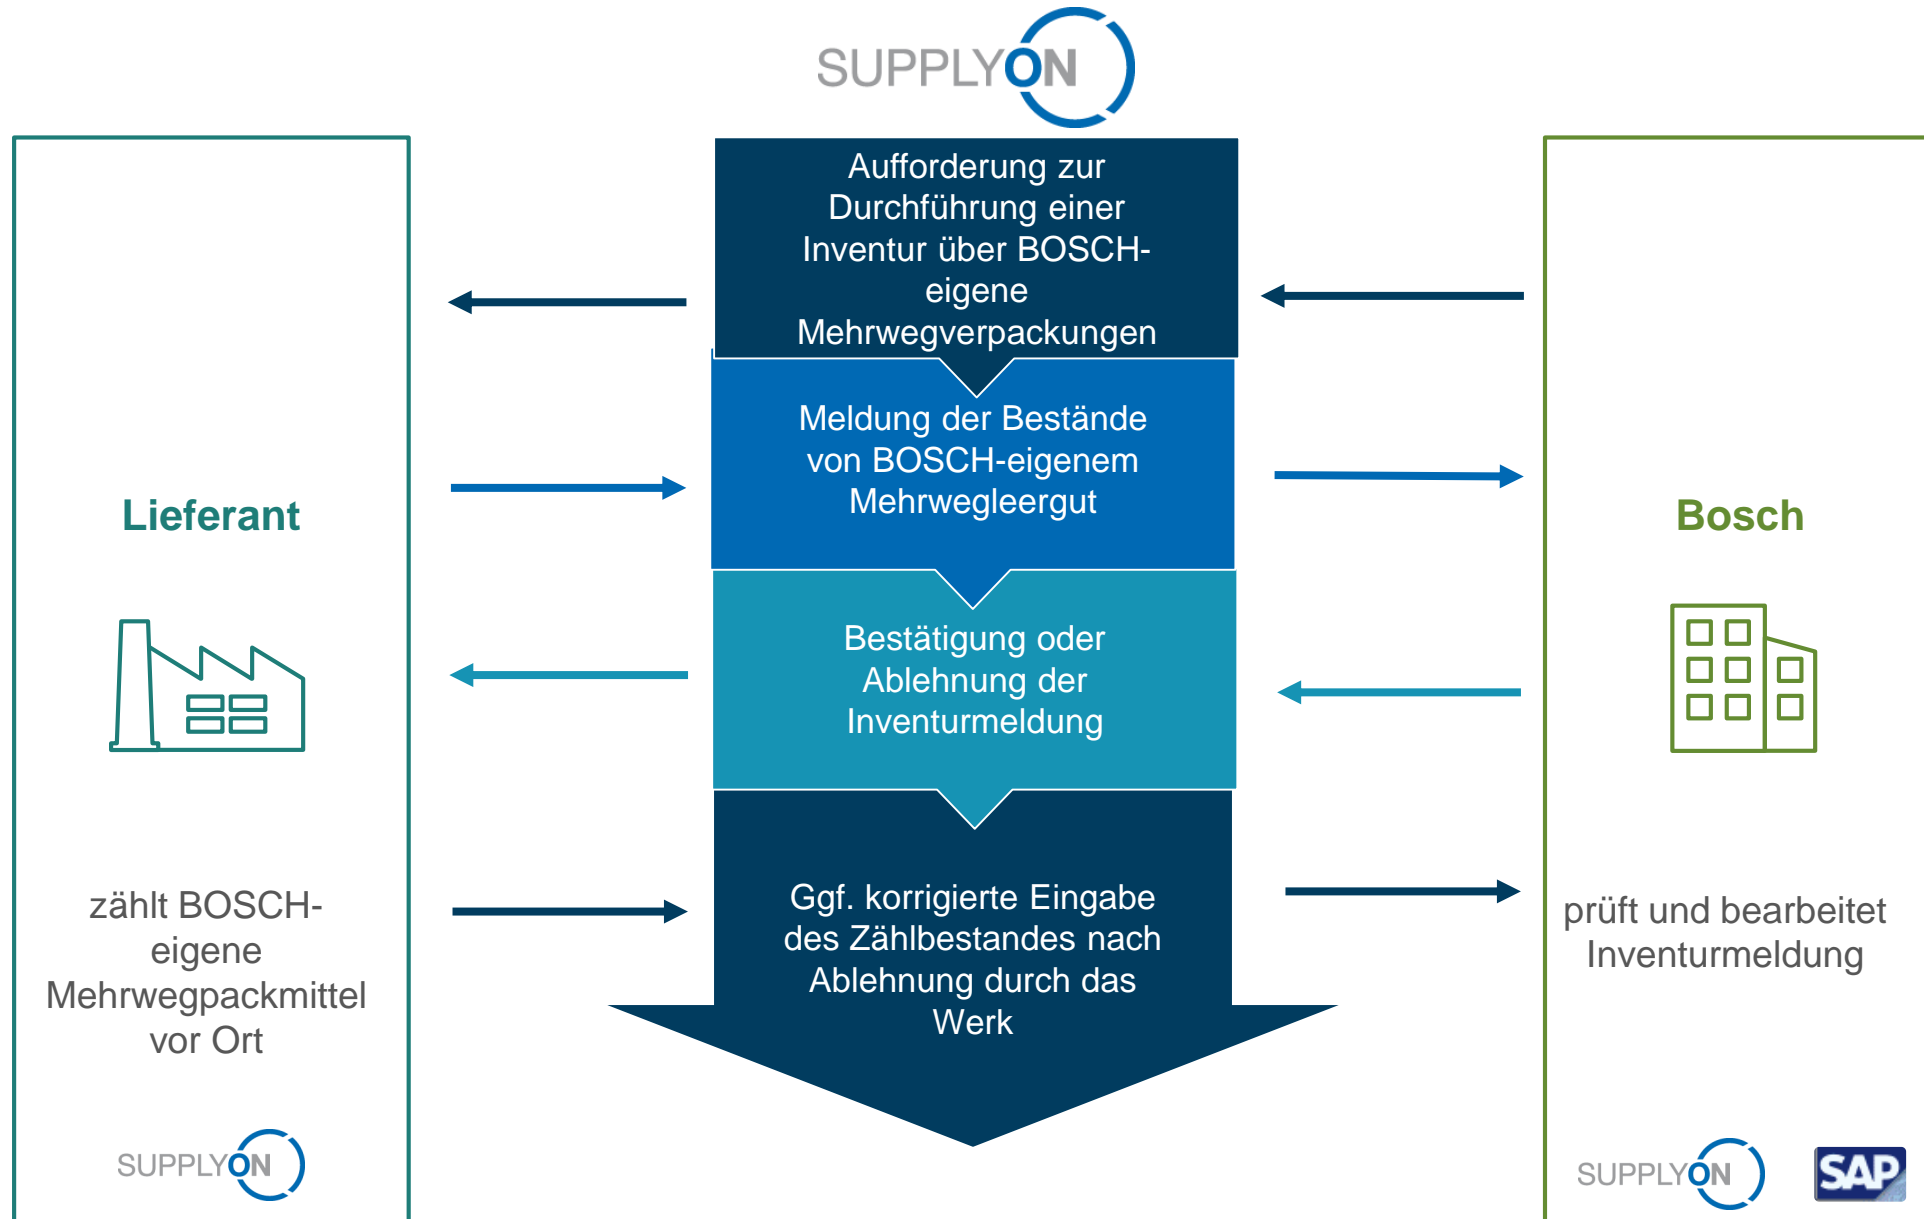 SUPPLYON
Aufforderung zur
Durchführung einer
Inventur über BOSCH-
eigene
Mehrwegverpackungen
Meldung der Bestände
von BOSCH-eigenem
Mehrwegleergut
Bestätigung oder
Ablehnung der
Inventurmeldung
Ggf. korrigierte Eingabe
des Zählbestandes nach
Ablehnung durch das
Werk
Lieferant
zählt BOSCH-
eigene
Mehrwegpackmittel
vor Ort
SUPPLYON
Bosch
prüft und bearbeitet
Inventurmeldung
SUPPLYON
SAP